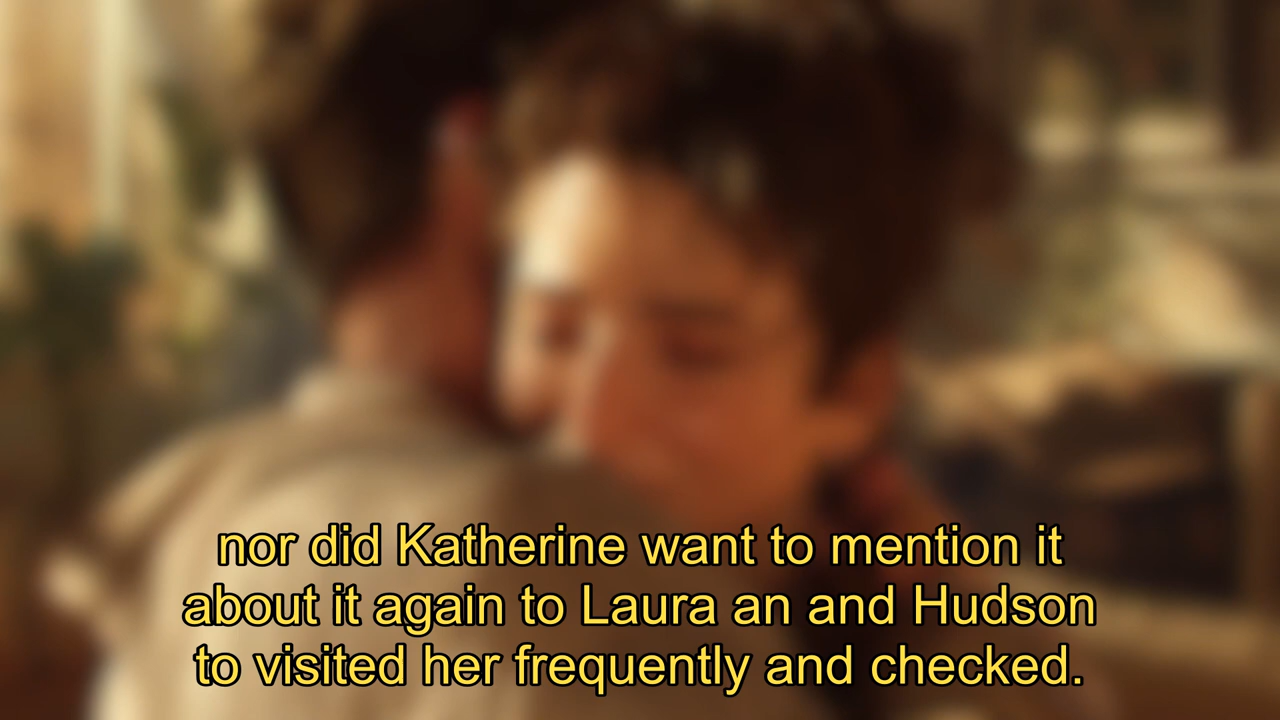 nor did Katherine want to mention it
about it again to Laura an and Hudson
to visited her frequently and checked.